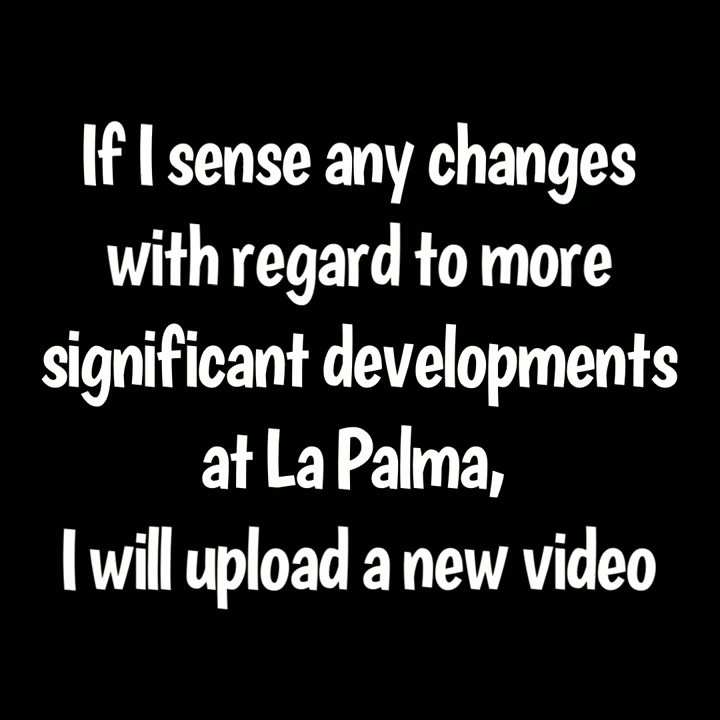 If I sense any changes
with regard to more
significant developments
at La Palma,
I will upload a new video